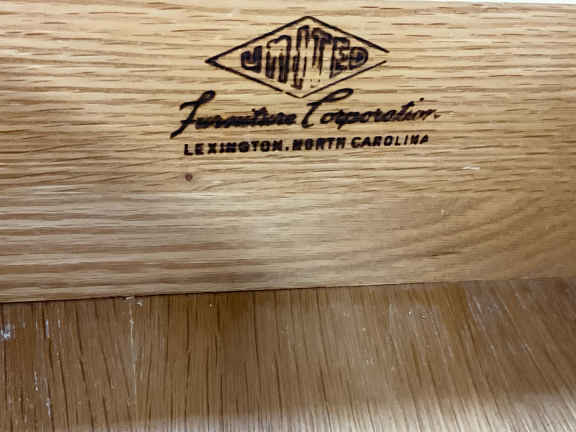 UNITED
Furniture Corporation
LEXINGTON, NORTH CAROLINA